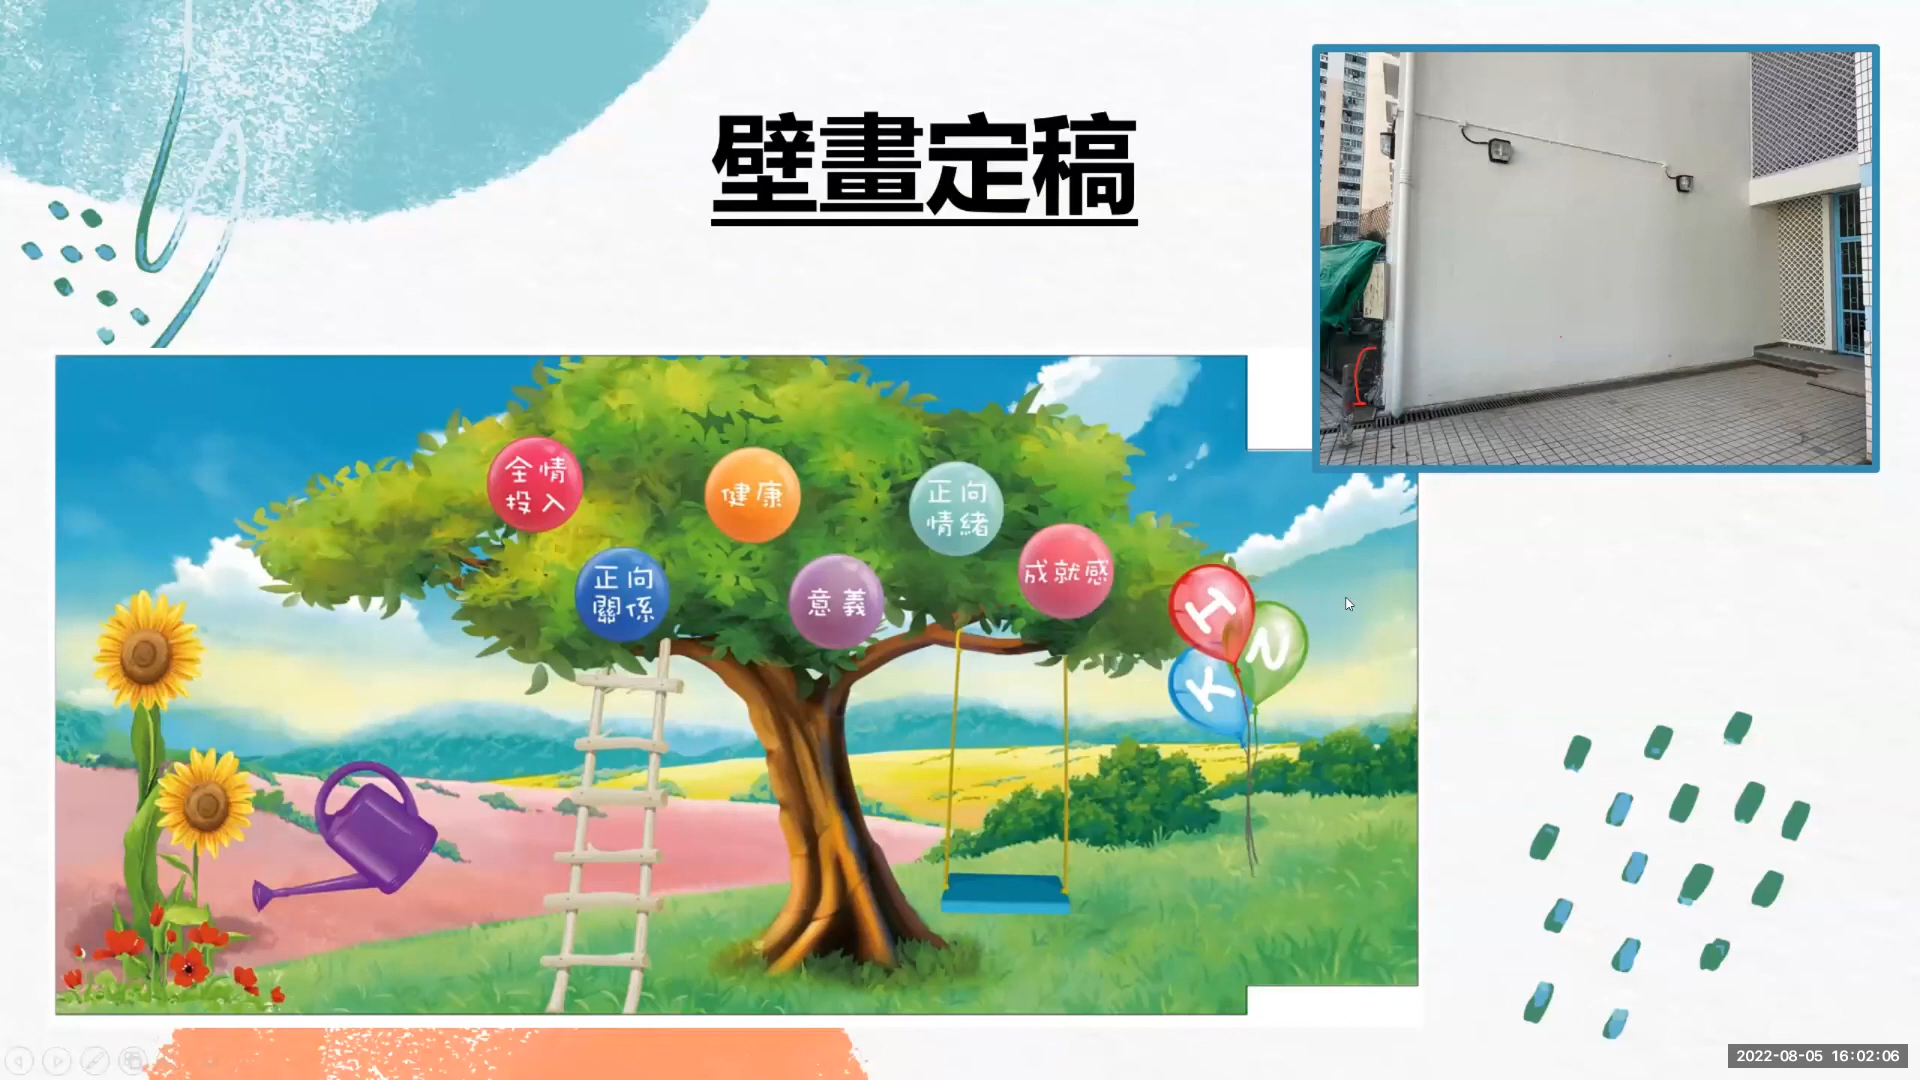 壁畫定稿
全情
投入
健康
正向
情緒
正向
關係
意義
成就感
H
N
K
2022-08-05 16:02:06